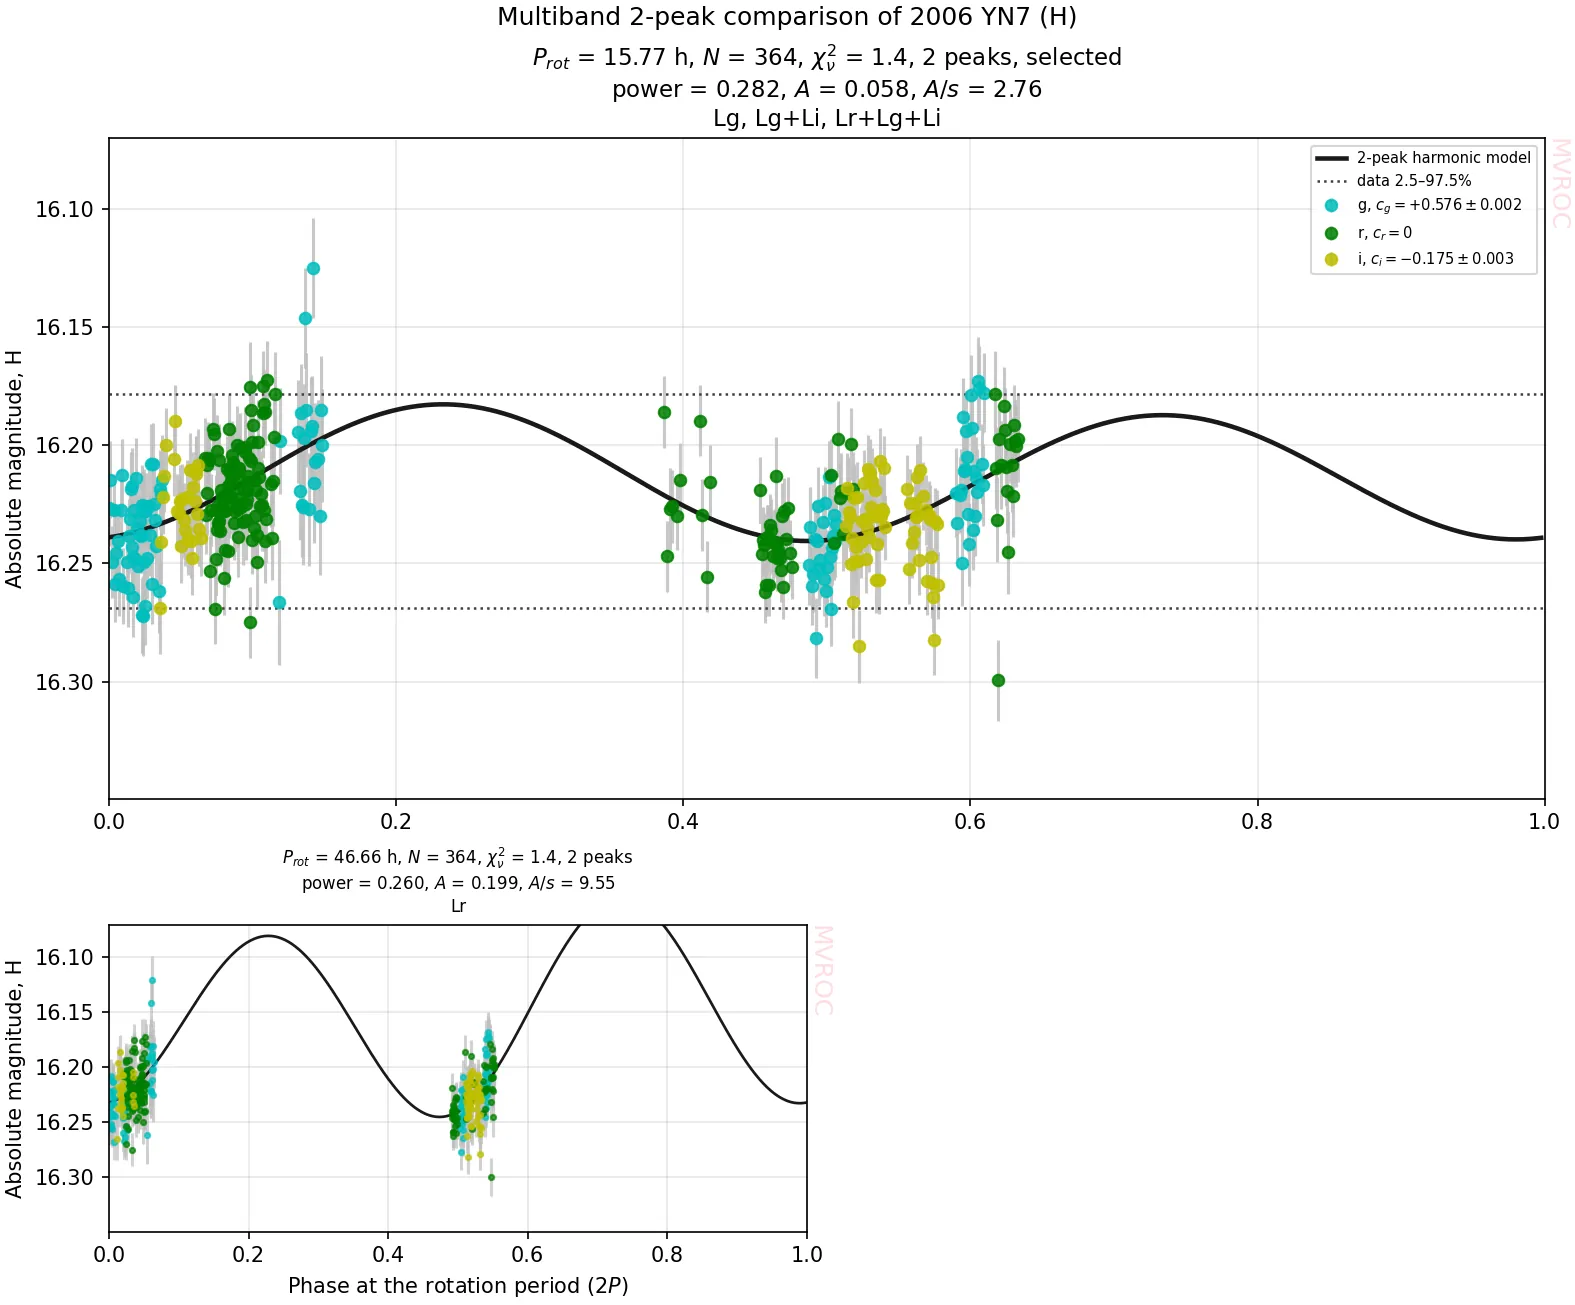 Multiband 2-peak comparison of 2006 YN7 (H)
P_rot = 15.77 h, N = 364, χ²_ν = 1.4, 2 peaks, selected
power = 0.282, A = 0.058, A/s = 2.76
Lg, Lg+Li, Lr+Lg+Li
2-peak harmonic model
data 2.5–97.5%
g, c_g = +0.576 ± 0.002
r, c_r = 0
i, c_i = −0.175 ± 0.003
MVROC
Absolute magnitude, H
16.10
16.15
16.20
16.25
16.30
0.0 0.2 0.4 0.6 0.8 1.0
P_rot = 46.66 h, N = 364, χ²_ν = 1.4, 2 peaks
power = 0.260, A = 0.199, A/s = 9.55
Lr
MVROC
Absolute magnitude, H
16.10
16.15
16.20
16.25
16.30
0.0 0.2 0.4 0.6 0.8 1.0
Phase at the rotation period (2P)